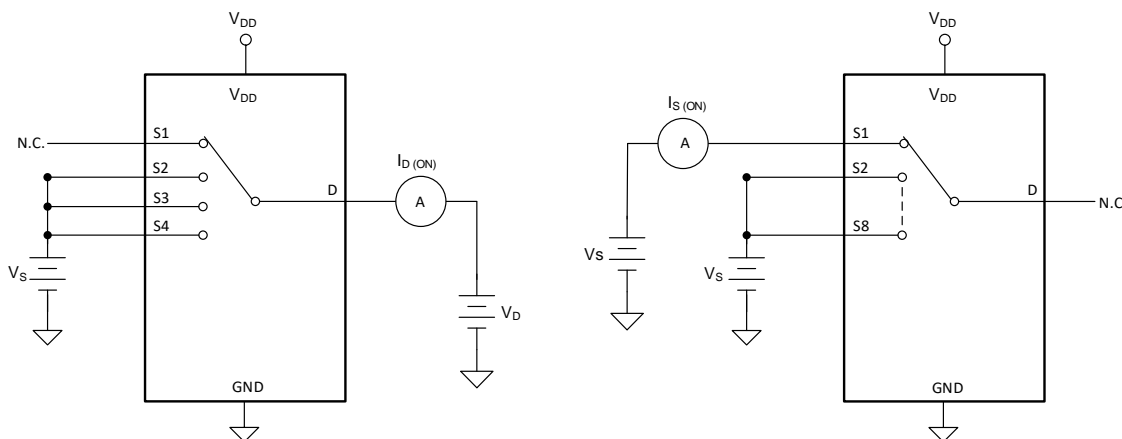 VDD
VDD
N.C.
S1
S2
S3
S4
D
ID (ON)
A
VS
VD
GND
VDD
VDD
IS (ON)
A
S1
S2
S8
D
N.C
Vs
VS
GND